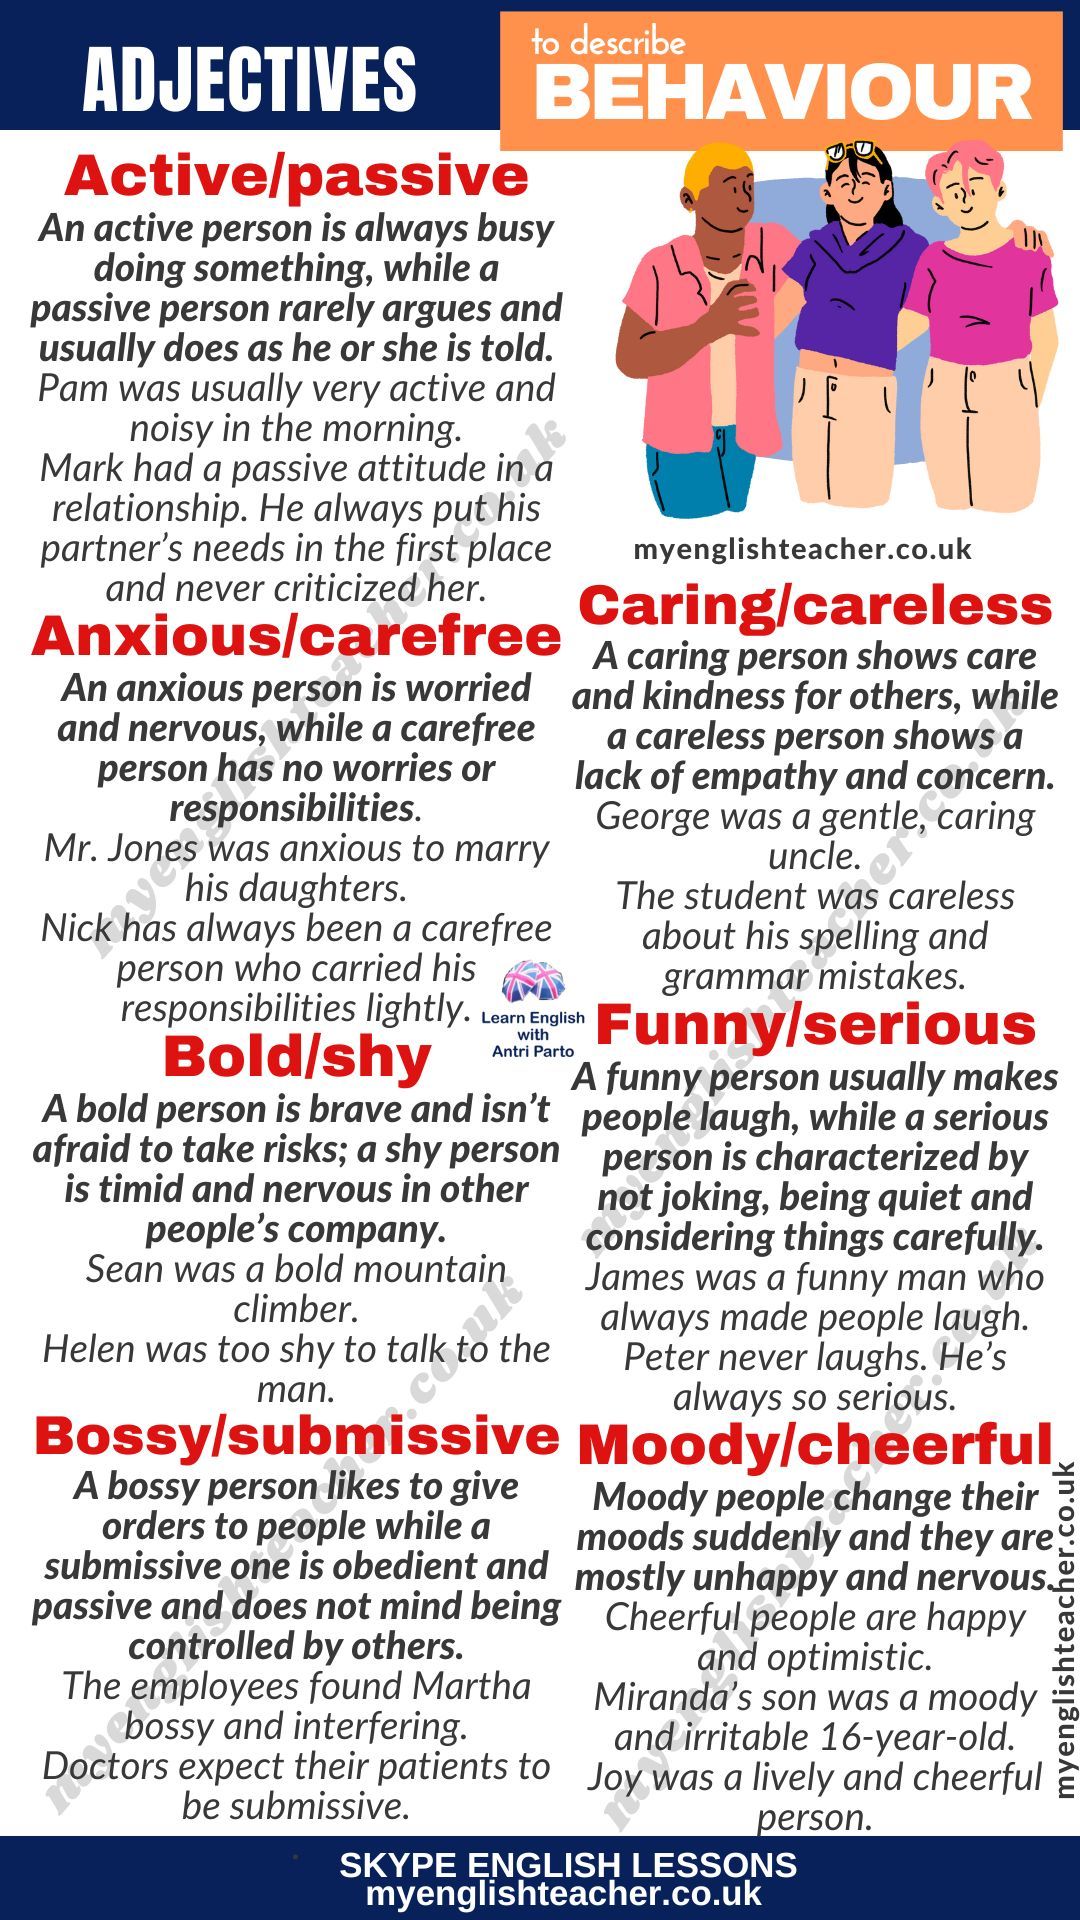 ADJECTIVES
to describe
BEHAVIOUR
Active/passive
An active person is always busy
doing something, while a
passive person rarely argues and
usually does as he or she is told.
Pam was usually very active and
noisy in the morning.
Mark had a passive attitude in a
relationship. He always put his
partner's needs in the first place
and never criticized her.
Anxious/carefree
An anxious person is worried
and nervous, while a carefree
person has no worries or
responsibilities.
Mr. Jones was anxious to marry
his daughters.
Nick has always been a carefree
person who carried his
responsibilities lightly.
Bold/shy
A bold person is brave and isn't
afraid to take risks; a shy person
is timid and nervous in other
people's company.
Sean was a bold mountain
climber.
Helen was too shy to talk to the
man.
Bossy/submissive
A bossy person likes to give
orders to people while a
submissive one is obedient and
passive and does not mind being
controlled by others.
The employees found Martha
bossy and interfering.
Doctors expect their patients to
be submissive.
myenglishteacher.co.uk
Caring/careless
A caring person shows care
and kindness for others, while
a careless person shows a
lack of empathy and concern.
George was a gentle, caring
uncle.
The student was careless
about his spelling and
grammar mistakes.
Learn English
with
Antri Parto
Funny/serious
A funny person usually makes
people laugh, while a serious
person is characterized by
not joking, being quiet and
considering things carefully.
James was a funny man who
always made people laugh.
Peter never laughs. He's
always so serious.
Moody/cheerful
Moody people change their
moods suddenly and they are
mostly unhappy and nervous.
Cheerful people are happy
and optimistic.
Miranda's son was a moody
and irritable 16-year-old.
Joy was a lively and cheerful
person.
myenglishteacher.co.uk
myenglishteacher.co.uk
myenglishteacher.co.uk
myenglishteacher.co.uk
myenglishteacher.co.uk
SKYPE ENGLISH LESSONS
myenglishteacher.co.uk